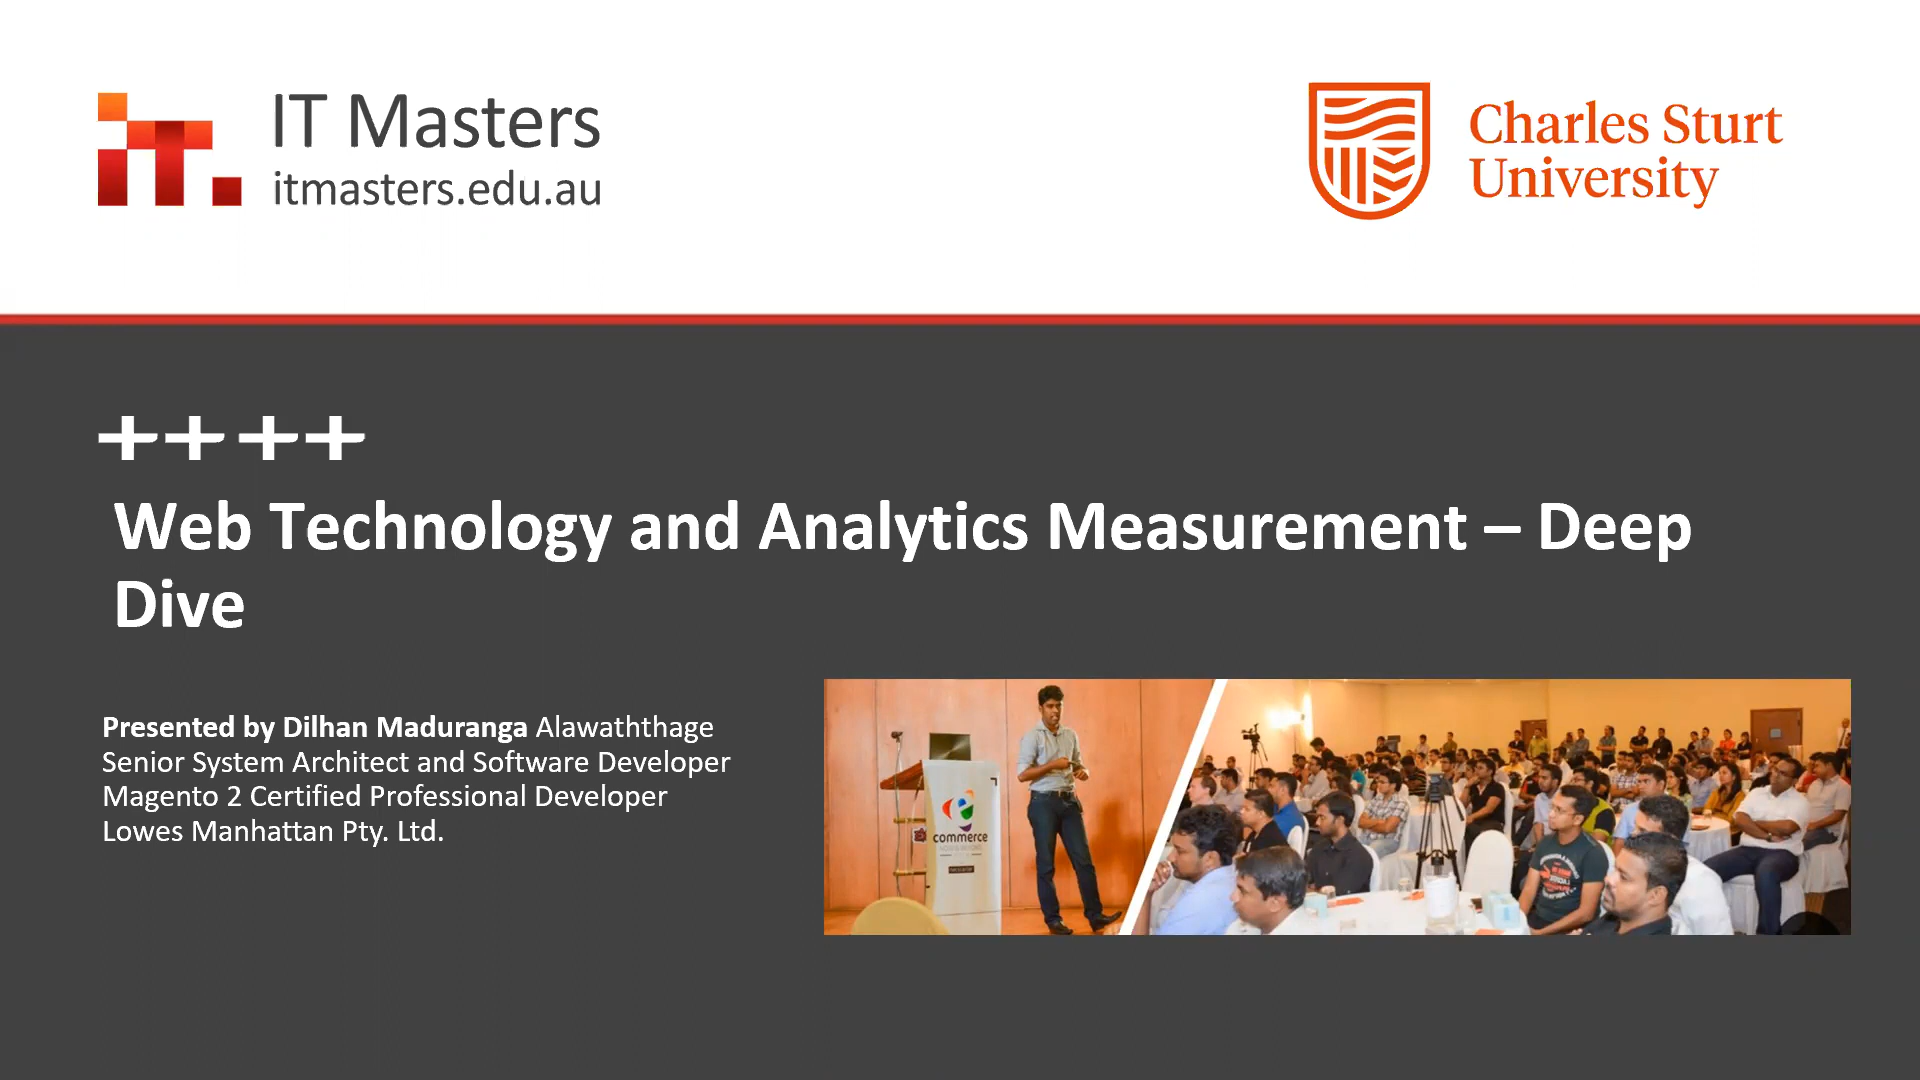 it.
IT Masters
itmasters.edu.au
Charles Sturt
University
++++
Web Technology and Analytics Measurement – Deep
Dive
Presented by Dilhan Maduranga Alawaththage
Senior System Architect and Software Developer
Magento 2 Certified Professional Developer
Lowes Manhattan Pty. Ltd.
commerce